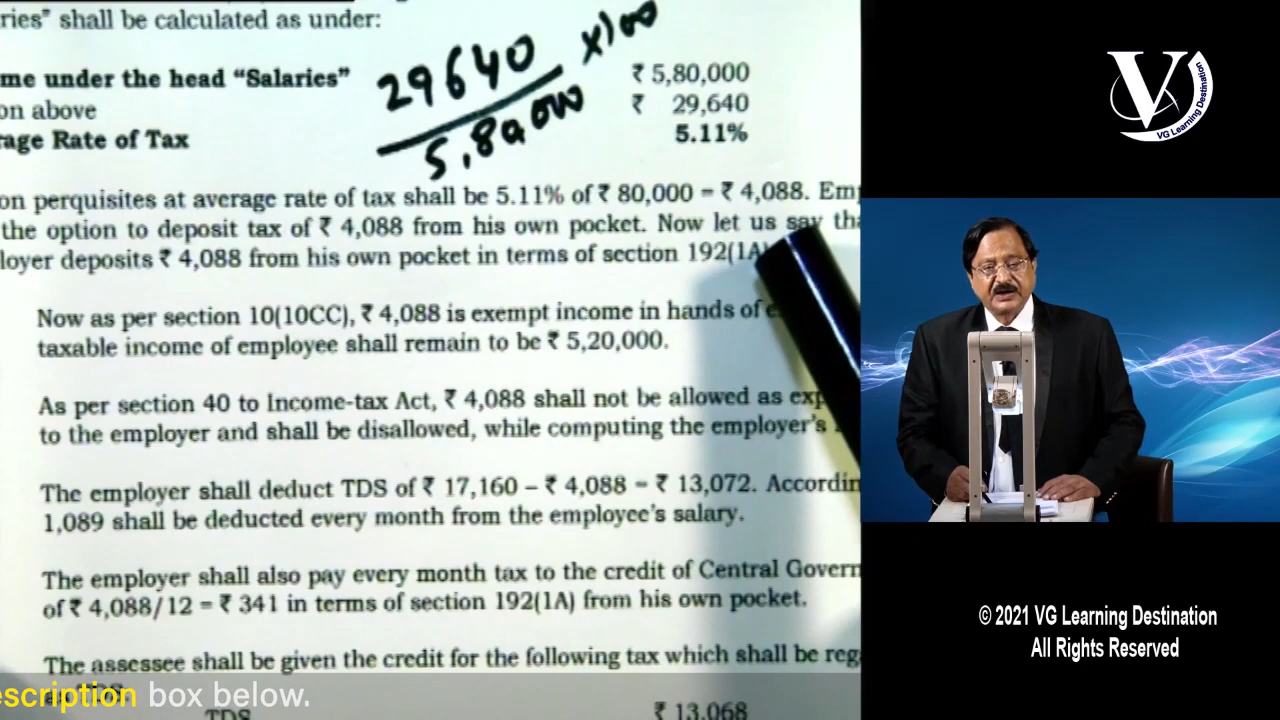 ries” shall be calculated as under:
29640 x100
5,80,000
me under the head “Salaries” ₹ 5,80,000
on above ₹ 29,640
rage Rate of Tax 5.11%
on perquisites at average rate of tax shall be 5.11% of ₹ 80,000 = ₹ 4,088. Emp
the option to deposit tax of ₹ 4,088 from his own pocket. Now let us say tha
loyer deposits ₹ 4,088 from his own pocket in terms of section 192(1A)
Now as per section 10(10CC), ₹ 4,088 is exempt income in hands of e
taxable income of employee shall remain to be ₹ 5,20,000.
As per section 40 to Income-tax Act, ₹ 4,088 shall not be allowed as exp
to the employer and shall be disallowed, while computing the employer’s
The employer shall deduct TDS of ₹ 17,160 – ₹ 4,088 = ₹ 13,072. Accordin
1,089 shall be deducted every month from the employee’s salary.
The employer shall also pay every month tax to the credit of Central Govern
of ₹ 4,088/12 = ₹ 341 in terms of section 192(1A) from his own pocket.
The assessee shall be given the credit for the following tax which shall be reg
TDS ₹ 13,068
escription box below.
V
VG Learning Destination
© 2021 VG Learning Destination
All Rights Reserved